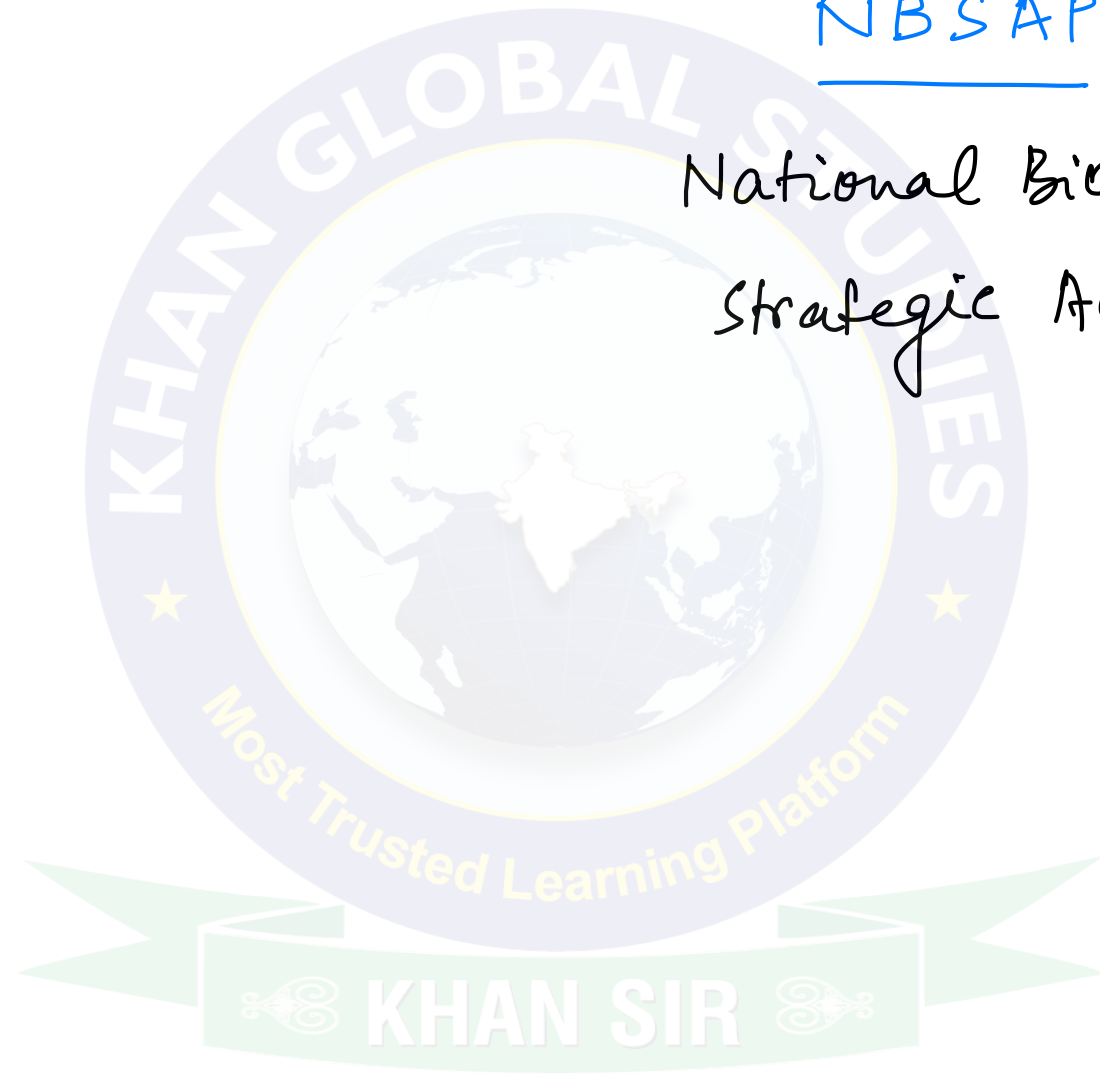 NBSAP
National Bio
Strategic A
KHAN GLOBAL STUDIES
Most Trusted Learning Platform
KHAN SIR